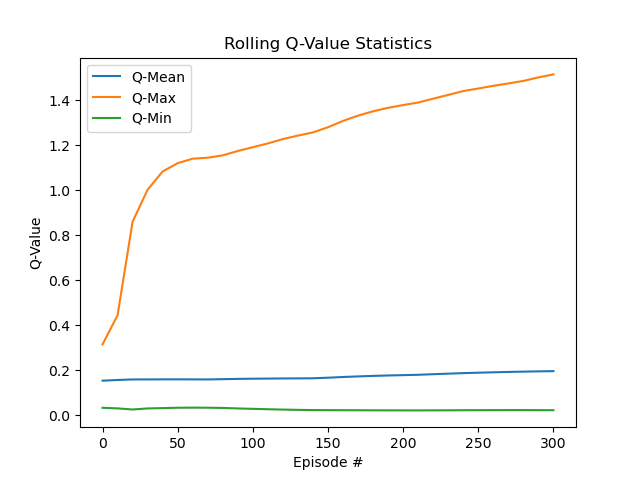 Rolling Q-Value Statistics
Q-Mean
Q-Max
Q-Min
Q-Value
1.4
1.2
1.0
0.8
0.6
0.4
0.2
0.0
0 50 100 150 200 250 300
Episode #